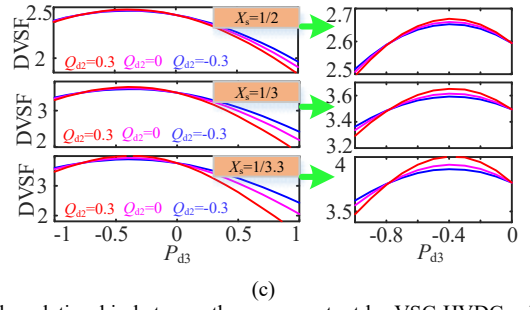 2.5
2
DVSF
X_s=1/2
Q_d2=0.3 Q_d2=0 Q_d2=-0.3
2.7
2.6
2.5
3
2
DVSF
X_s=1/3
Q_d2=0.3 Q_d2=0 Q_d2=-0.3
3.6
3.4
3.2
3
2
DVSF
X_s=1/3.3
Q_d2=0.3 Q_d2=0 Q_d2=-0.3
4
3.5
-1 -0.5 0 0.5 1
-0.8 -0.4 0
P_d3
P_d3
(c)